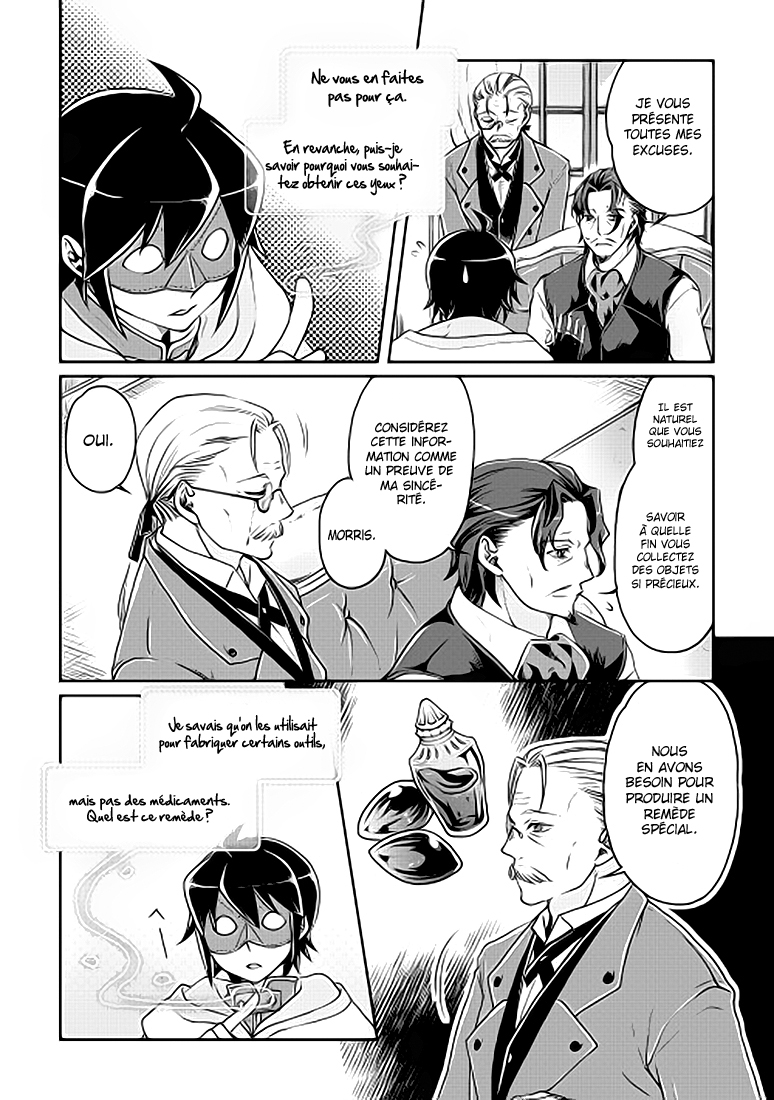 JE VOUS
PRÉSENTE
TOUTES MES
EXCUSES.
Ne vous en faites
pas pour ça.
En revanche, puis-je
savoir pourquoi vous souhai-
tez obtenir ces yeux ?
IL EST
NATUREL
QUE VOUS
SOUHAITIEZ
SAVOIR
À QUELLE
FIN VOUS
COLLECTEZ
DES OBJETS
SI PRÉCIEUX.
CONSIDÉREZ
CETTE INFOR-
MATION COMME
UN PREUVE DE
MA SINCÉ-
RITÉ.
MORRIS.
OUI.
NOUS
EN AVONS
BESOIN POUR
PRODUIRE UN
REMÈDE
SPÉCIAL.
Je savais qu'on les utilisait
pour fabriquer certains outils,
mais pas des médicaments.
Quel est ce remède ?